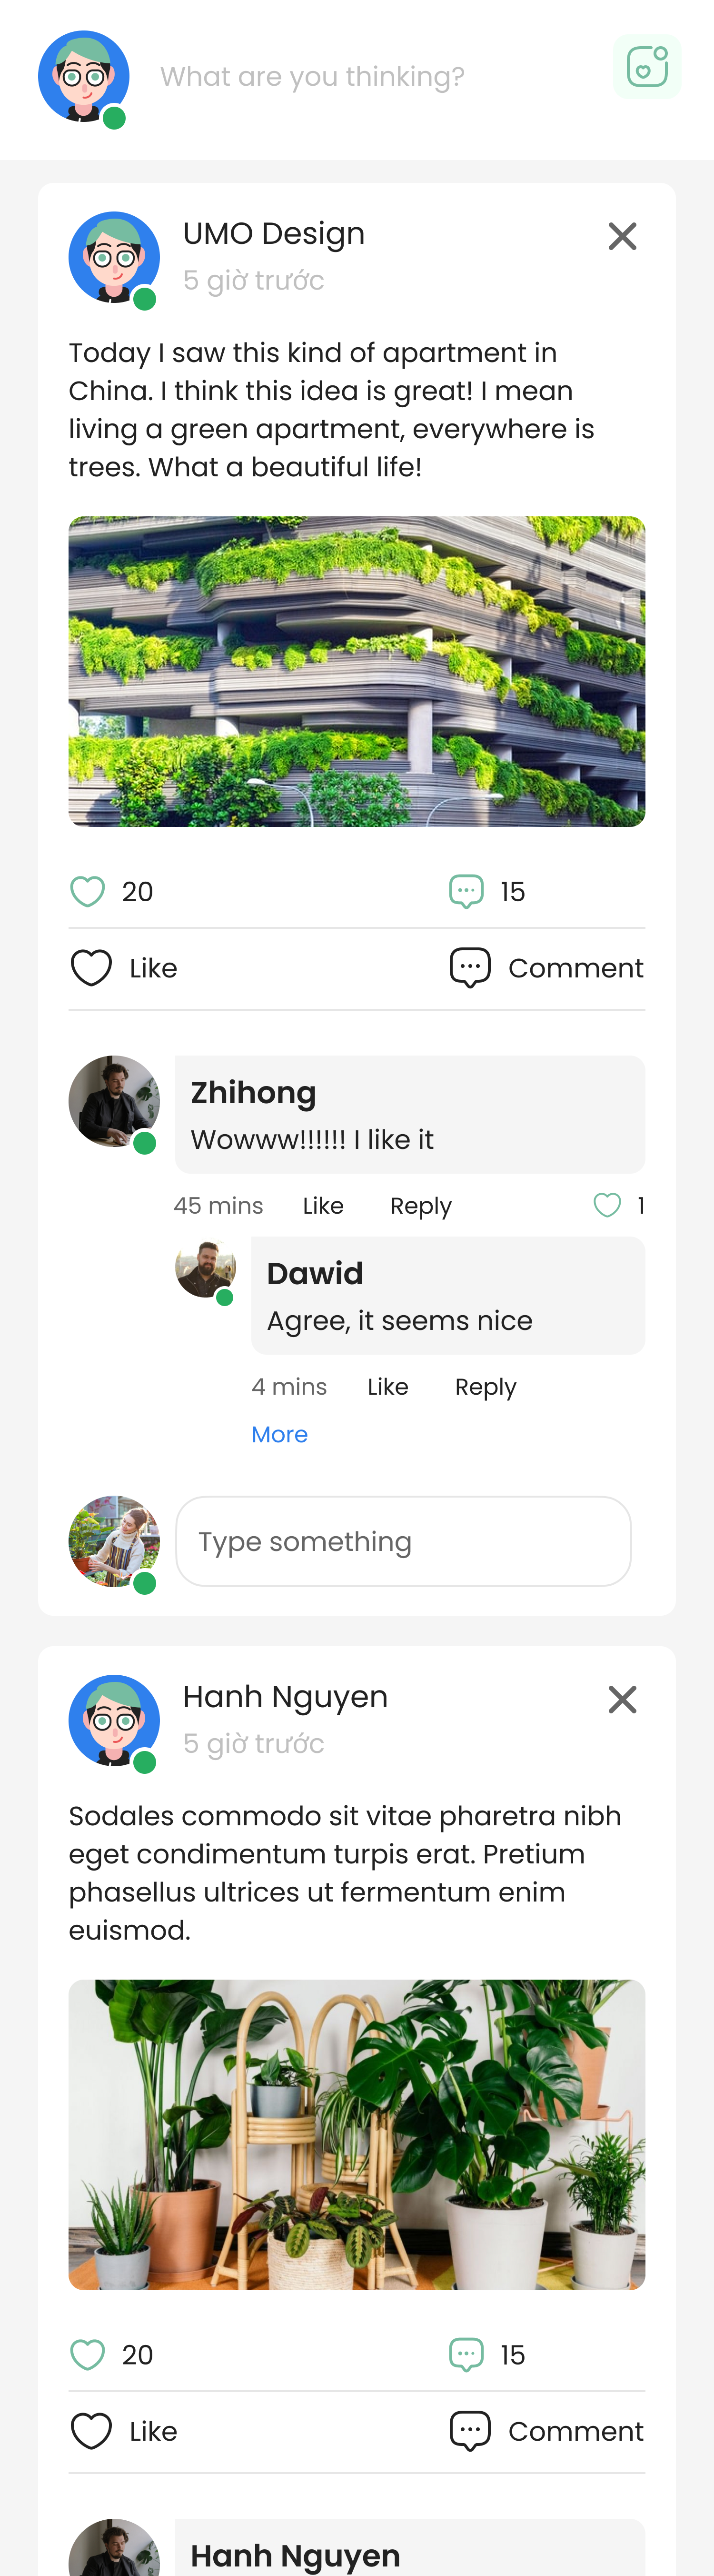 What are you thinking?
UMO Design
5 giờ trước
Today I saw this kind of apartment in
China. I think this idea is great! I mean
living a green apartment, everywhere is
trees. What a beautiful life!
20 15
Like Comment
Zhihong
Wowww!!!!!! I like it
45 mins Like Reply 1
Dawid
Agree, it seems nice
4 mins Like Reply
More
Type something
Hanh Nguyen
5 giờ trước
Sodales commodo sit vitae pharetra nibh
eget condimentum turpis erat. Pretium
phasellus ultrices ut fermentum enim
euismod.
20 15
Like Comment
Hanh Nguyen